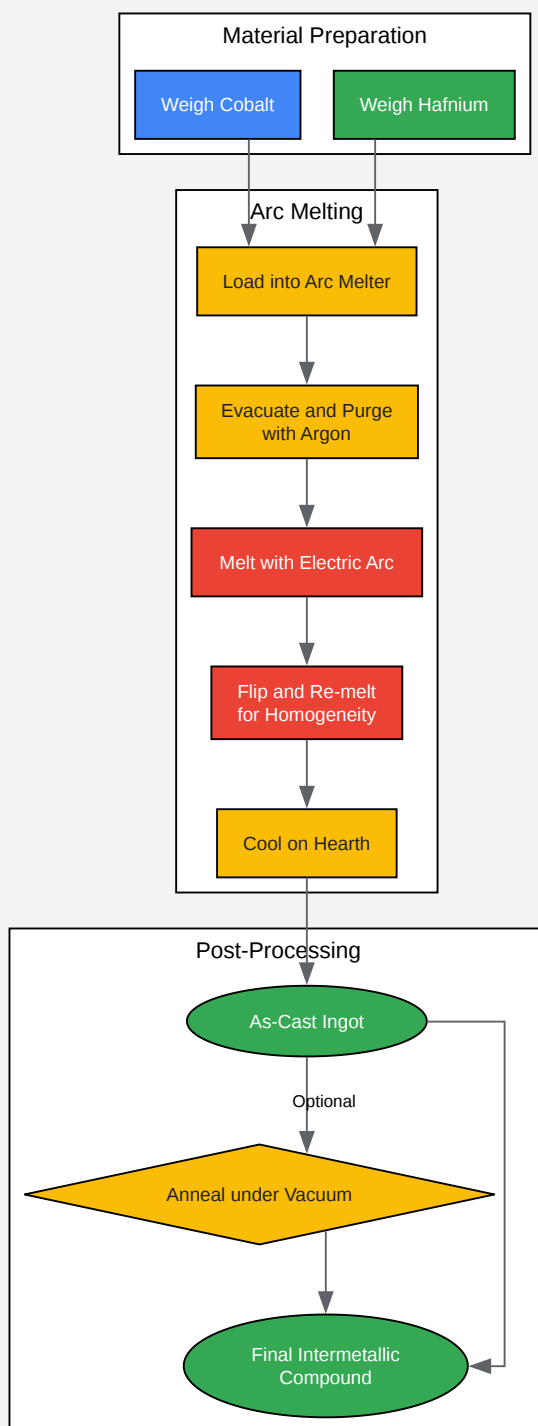 Material Preparation
Weigh Cobalt
Weigh Hafnium
Arc Melting
Load into Arc Melter
Evacuate and Purge
with Argon
Melt with Electric Arc
Flip and Re-melt
for Homogeneity
Cool on Hearth
Post-Processing
As-Cast Ingot
Optional
Anneal under Vacuum
Final Intermetallic
Compound